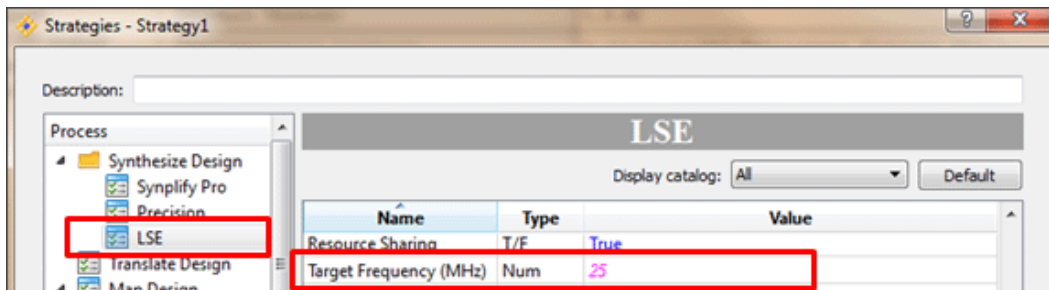 Strategies - Strategy1
Description:
Process
LSE
Synthesize Design
Display catalog: All Default
Synplify Pro
Precision
Name Type Value
LSE
Resource Sharing T/F True
Translate Design
Target Frequency (MHz) Num 25
Map Design